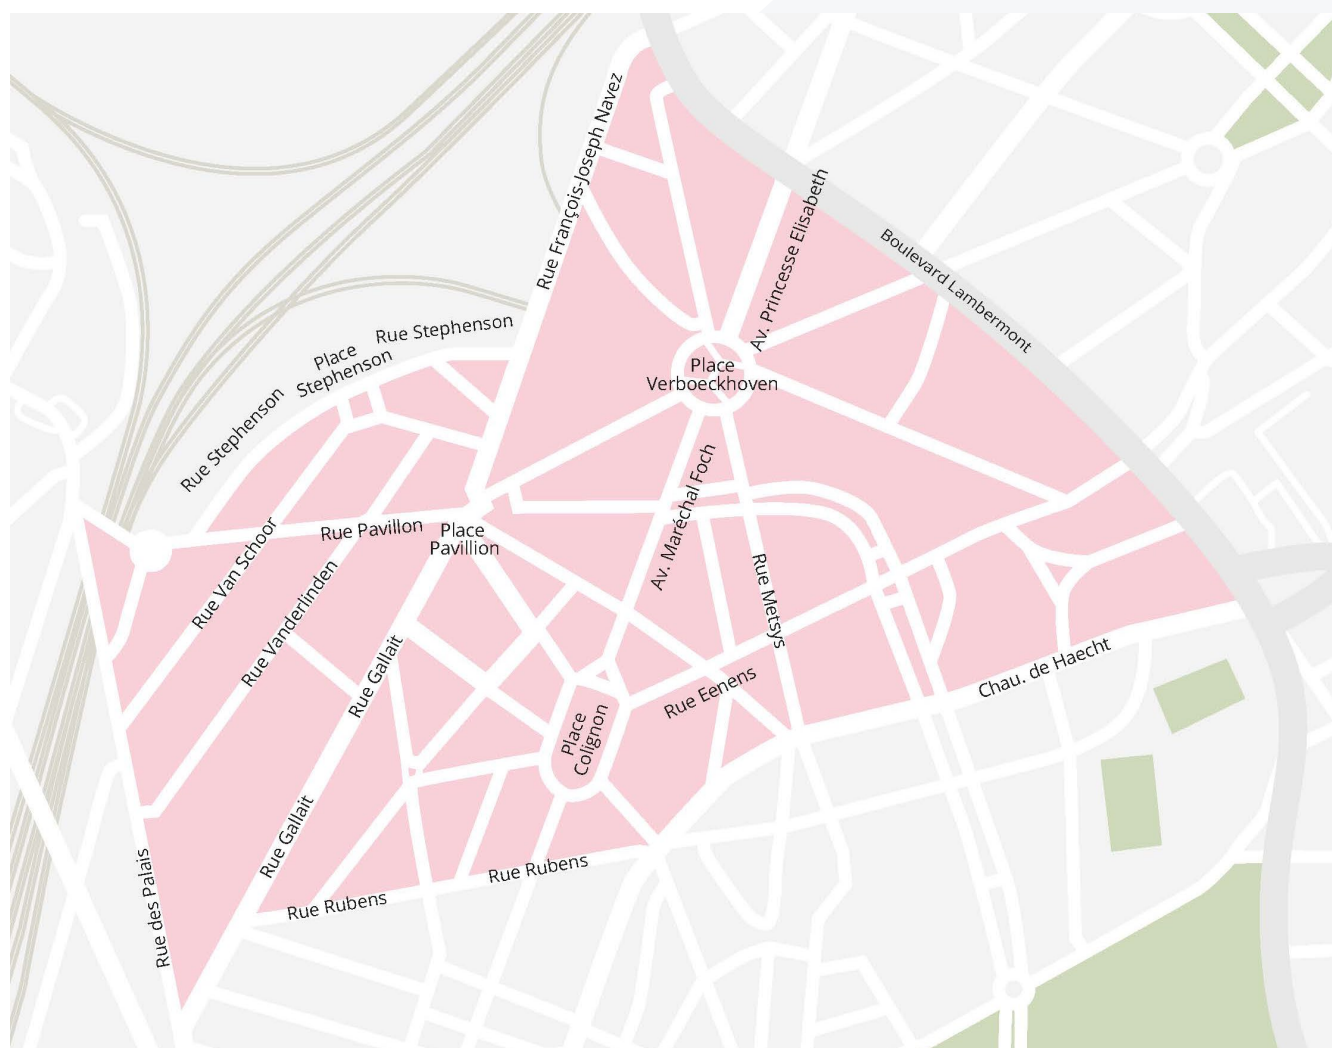 Rue François-Joseph Navez
Av. Princesse Elisabeth
Boulevard Lambermont
Rue Stephenson
Place
Stephenson
Rue Stephenson
Place
Verboeckhoven
Rue Pavillon
Place
Pavillion
Av. Maréchal Foch
Rue Van Schoor
Rue Vanderlinden
Rue Metsys
Rue Gallait
Chau. de Haecht
Rue Eenens
Place
Colignon
Rue Gallait
Rue des Palais
Rue Rubens
Rue Rubens